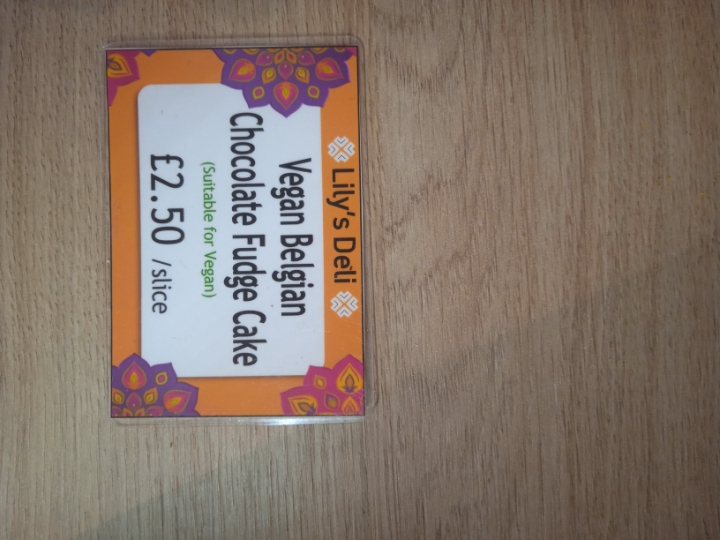 Lily's Deli
Vegan Belgian
Chocolate Fudge Cake
(Suitable for Vegan)
£2.50 /slice